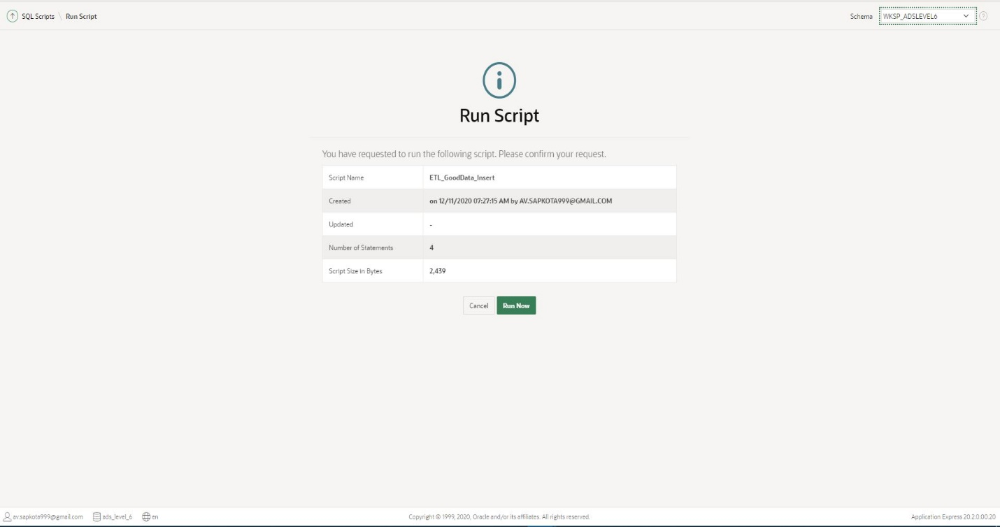 SQL Scripts \ Run Script
Schema WKSP_ADSLEVEL6 ?
Run Script
You have requested to run the following script. Please confirm your request.
Script Name ETL_GoodData_Insert
Created on 12/11/2020 07:27:15 AM by AV.SAPKOTA999@GMAIL.COM
Updated -
Number of Statements 4
Script Size in Bytes 2,439
Cancel Run Now
av.sapkota999@gmail.com ads_level_6 en
Copyright © 1999, 2020, Oracle and/or its affiliates. All rights reserved.
Application Express 20.2.0.00.20